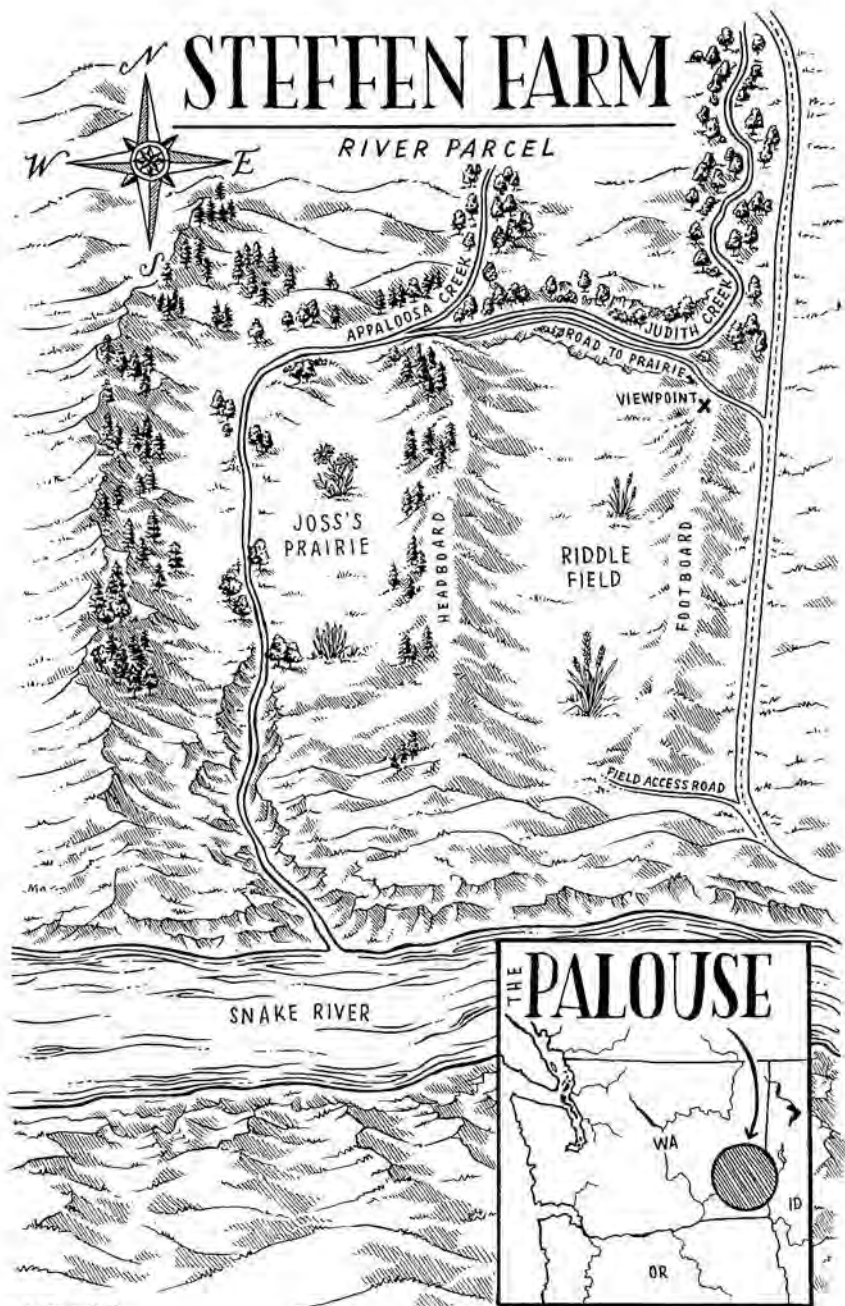 STEFFEN FARM
RIVER PARCEL
N
W
E
S
APPALOOSA CREEK
JUDITH CREEK
ROAD TO PRAIRIE
VIEWPOINT X
JOSS'S
PRAIRIE
HEADBOARD
RIDDLE
FIELD
FOOTBOARD
FIELD ACCESS ROAD
SNAKE RIVER
THE PALOUSE
WA
ID
OR